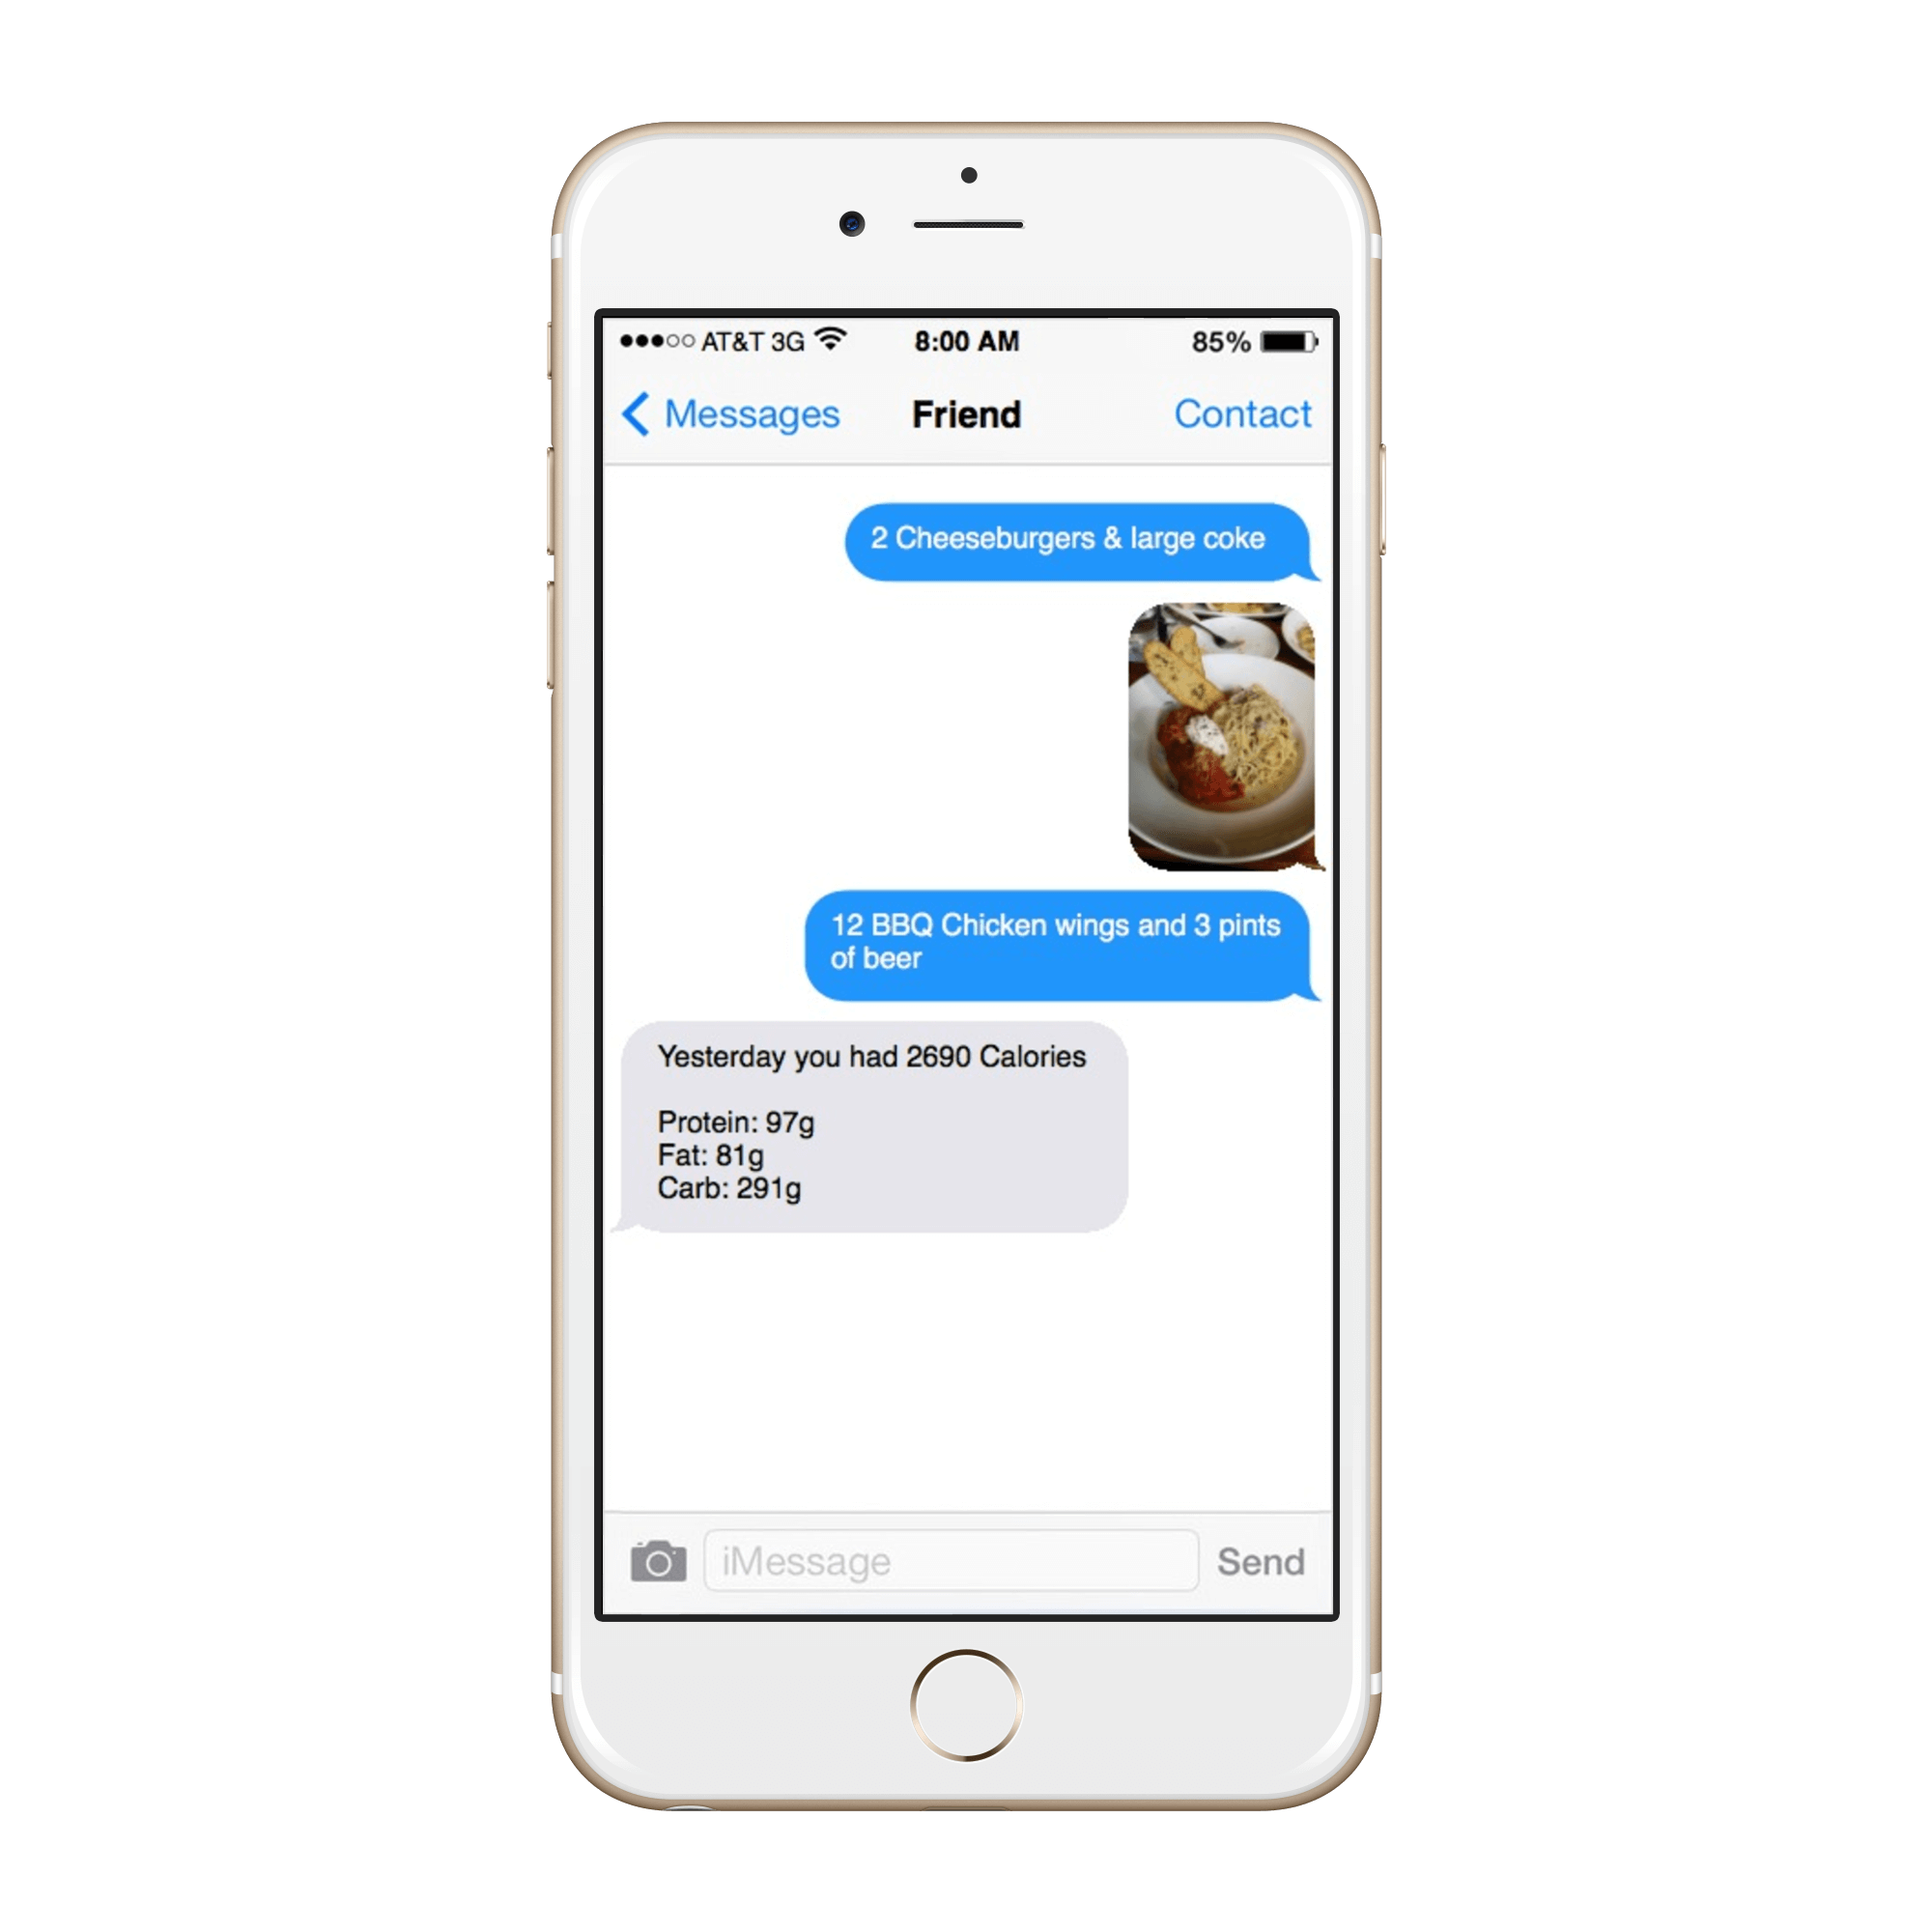 AT&T 3G 8:00 AM 85%
Messages Friend Contact
2 Cheeseburgers & large coke
12 BBQ Chicken wings and 3 pints
of beer
Yesterday you had 2690 Calories
Protein: 97g
Fat: 81g
Carb: 291g
iMessage Send